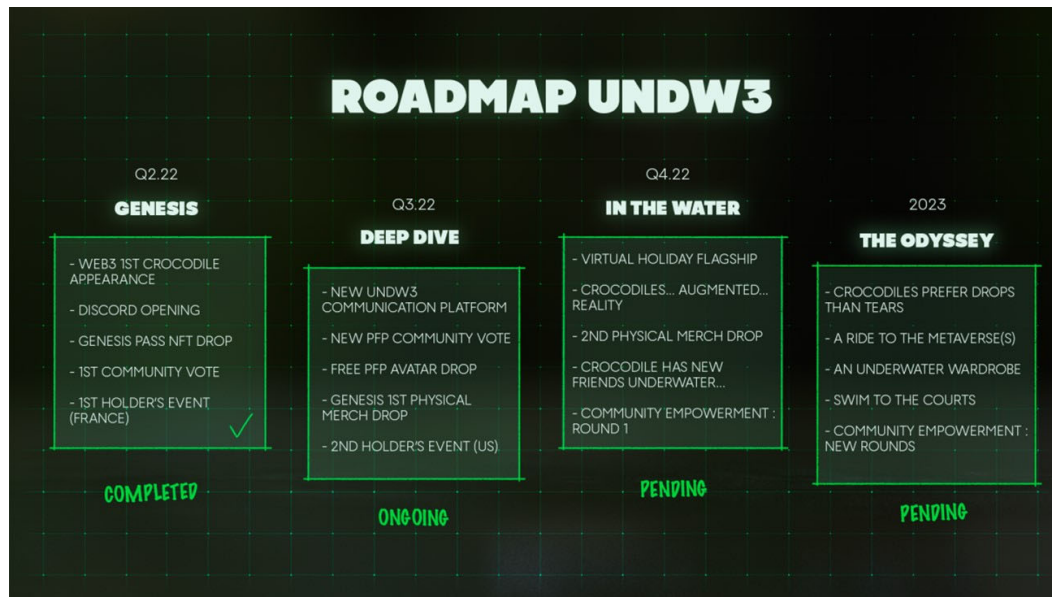 ROADMAP UNDW3
Q2.22
GENESIS
- WEB3 1ST CROCODILE
APPEARANCE
- DISCORD OPENING
- GENESIS PASS NFT DROP
- 1ST COMMUNITY VOTE
- 1ST HOLDER'S EVENT
(FRANCE)
COMPLETED
Q3.22
DEEP DIVE
- NEW UNDW3
COMMUNICATION PLATFORM
- NEW PFP COMMUNITY VOTE
- FREE PFP AVATAR DROP
- GENESIS 1ST PHYSICAL
MERCH DROP
- 2ND HOLDER'S EVENT (US)
ONGOING
Q4.22
IN THE WATER
- VIRTUAL HOLIDAY FLAGSHIP
- CROCODILES... AUGMENTED...
REALITY
- 2ND PHYSICAL MERCH DROP
- CROCODILE HAS NEW
FRIENDS UNDERWATER...
- COMMUNITY EMPOWERMENT :
ROUND 1
PENDING
2023
THE ODYSSEY
- CROCODILES PREFER DROPS
THAN TEARS
- A RIDE TO THE METAVERSE(S)
- AN UNDERWATER WARDROBE
- SWIM TO THE COURTS
- COMMUNITY EMPOWERMENT :
NEW ROUNDS
PENDING